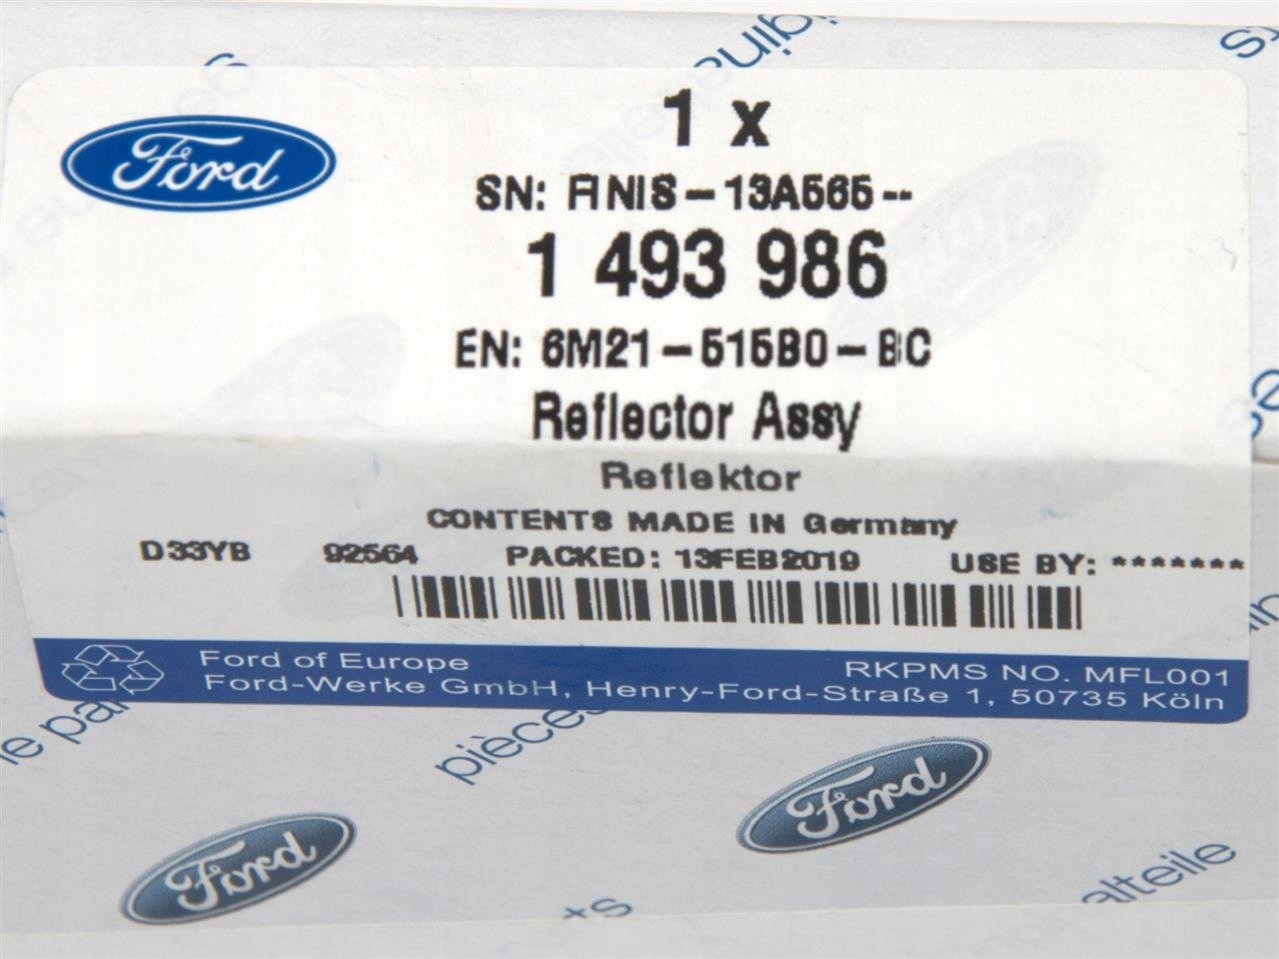 Ford
1 x
SN: FINIS-13A565--
1 493 986
EN: 6M21-515B0-BC
Reflector Assy
Reflektor
CONTENTS MADE IN Germany
D33YB 92564 PACKED: 13FEB2019 USE BY: *******
Ford of Europe RKPMS NO. MFL001
Ford-Werke GmbH, Henry-Ford-Straße 1, 50735 Köln
pièces
Ford
Ford